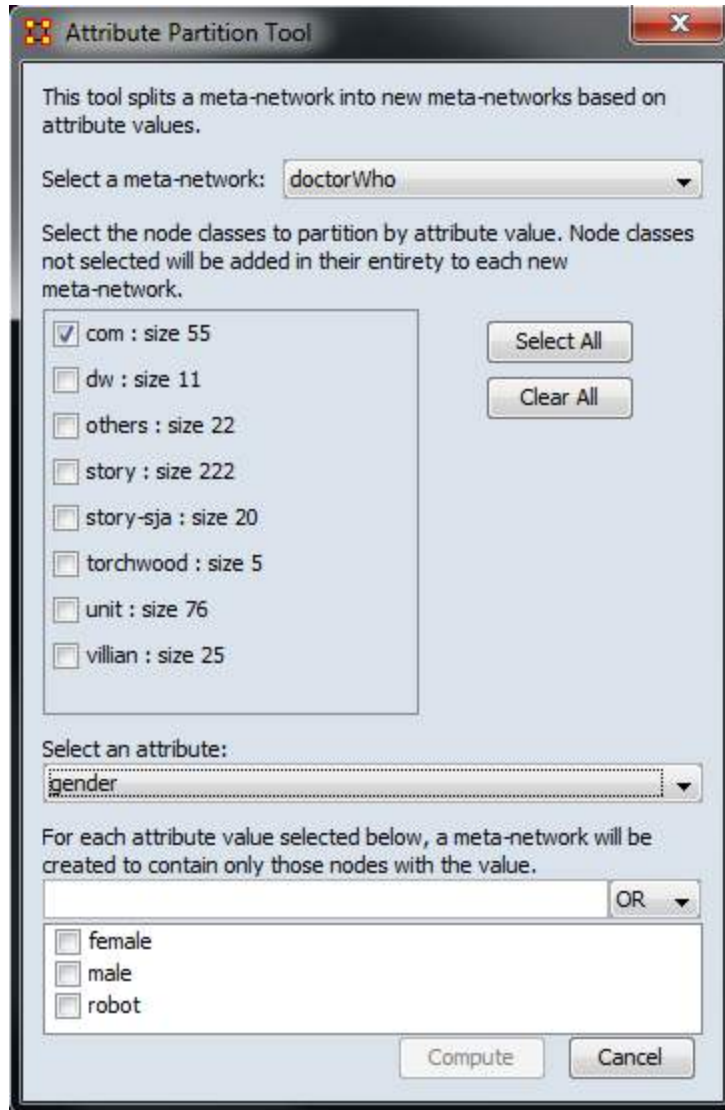 Attribute Partition Tool
This tool splits a meta-network into new meta-networks based on
attribute values.
Select a meta-network: doctorWho
Select the node classes to partition by attribute value. Node classes
not selected will be added in their entirety to each new
meta-network.
com : size 55
Select All
dw : size 11
Clear All
others : size 22
story : size 222
story-sja : size 20
torchwood : size 5
unit : size 76
villian : size 25
Select an attribute:
gender
For each attribute value selected below, a meta-network will be
created to contain only those nodes with the value.
OR
female
male
robot
Compute Cancel